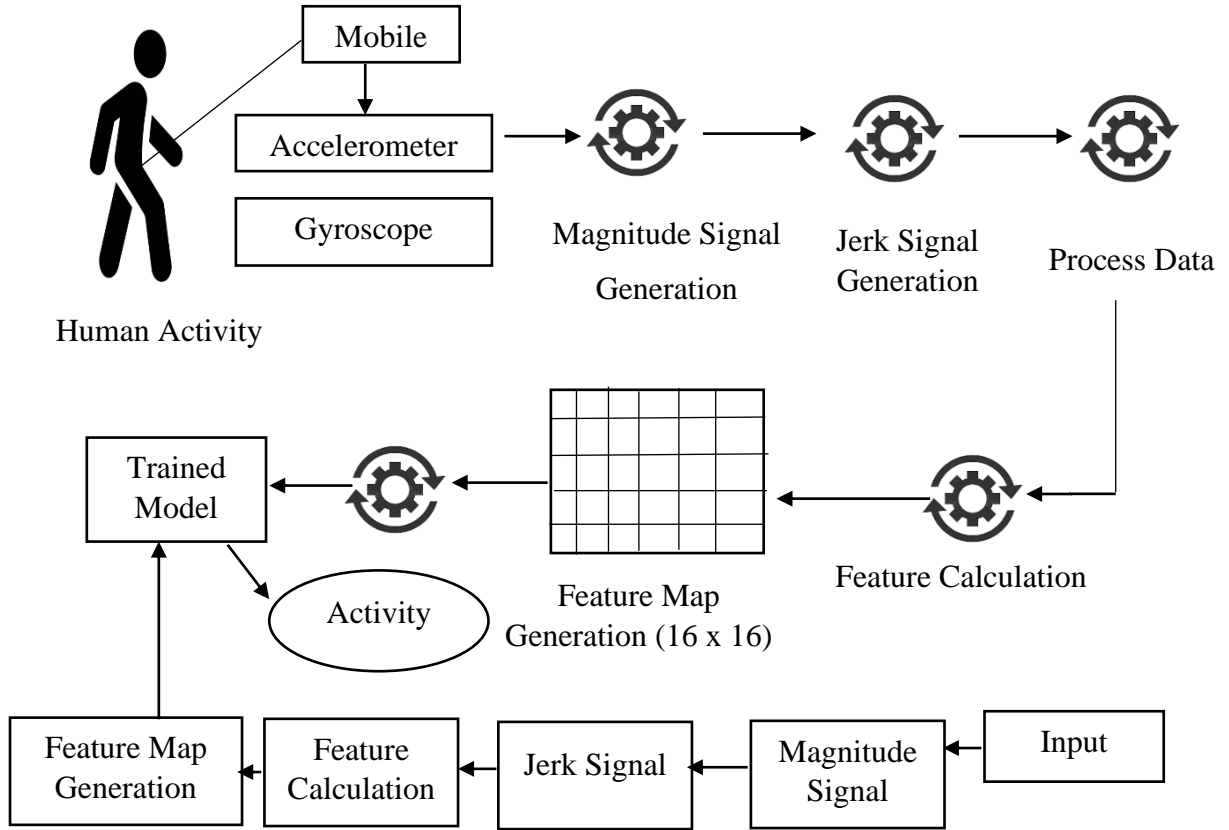 Mobile
Accelerometer
Gyroscope
Human Activity
Magnitude Signal
Generation
Jerk Signal
Generation
Process Data
Trained
Model
Activity
Feature Map
Generation (16 x 16)
Feature Calculation
Feature Map
Generation
Feature
Calculation
Jerk Signal
Magnitude
Signal
Input